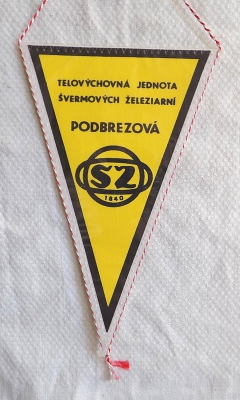 TELOVÝCHOVNÁ JEDNOTA
ŠVERMOVÝCH ŽELEZIARNÍ
PODBREZOVÁ
ŠŽ
1840